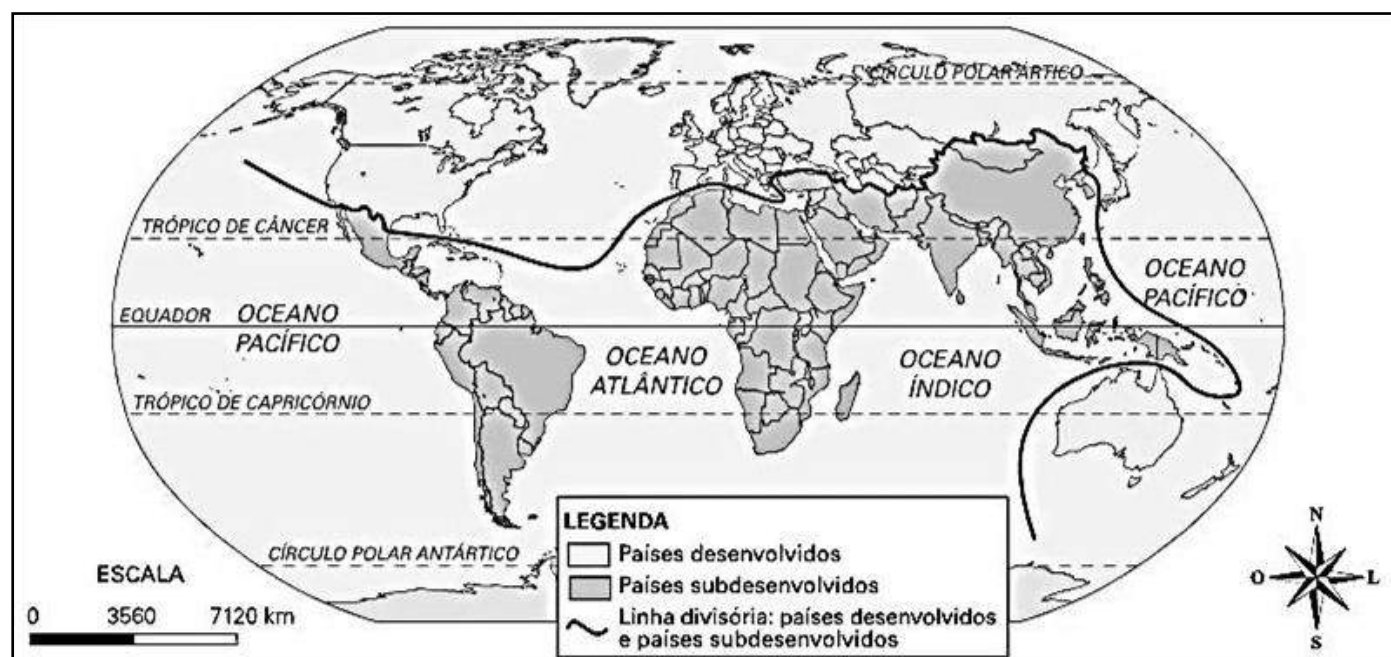 CÍRCULO POLAR ÁRTICO
TRÓPICO DE CÂNCER
OCEANO
PACÍFICO
EQUADOR
OCEANO
PACÍFICO
OCEANO
ATLÂNTICO
OCEANO
ÍNDICO
TRÓPICO DE CAPRICÓRNIO
CÍRCULO POLAR ANTÁRTICO
ESCALA
0 3560 7120 km
LEGENDA
Países desenvolvidos
Países subdesenvolvidos
Linha divisória: países desenvolvidos
e países subdesenvolvidos
N
O L
S